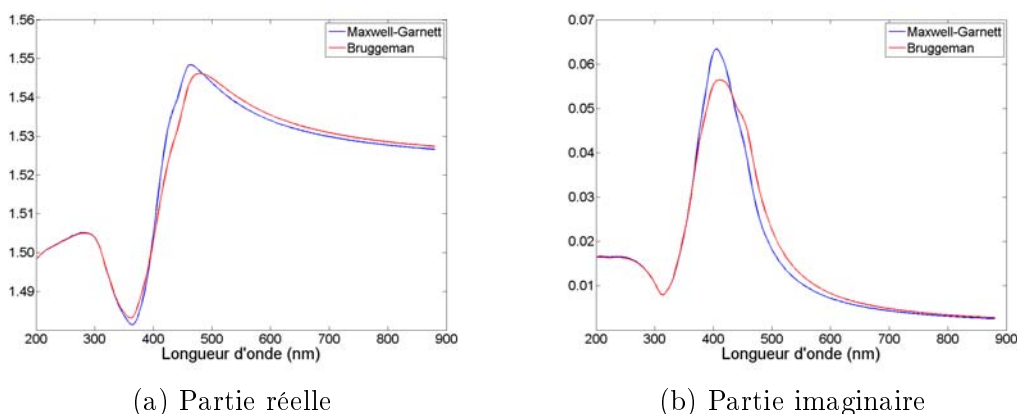 1.56
1.55
1.54
1.53
1.52
1.50
1.49
200 300 400 500 600 700 800 900
Longueur d'onde (nm)
Maxwell-Garnett
Bruggeman
(a) Partie réelle
0.07
0.06
0.05
0.04
0.03
0.02
0.01
200 300 400 500 600 700 800 900
Longueur d'onde (nm)
Maxwell-Garnett
Bruggeman
(b) Partie imaginaire